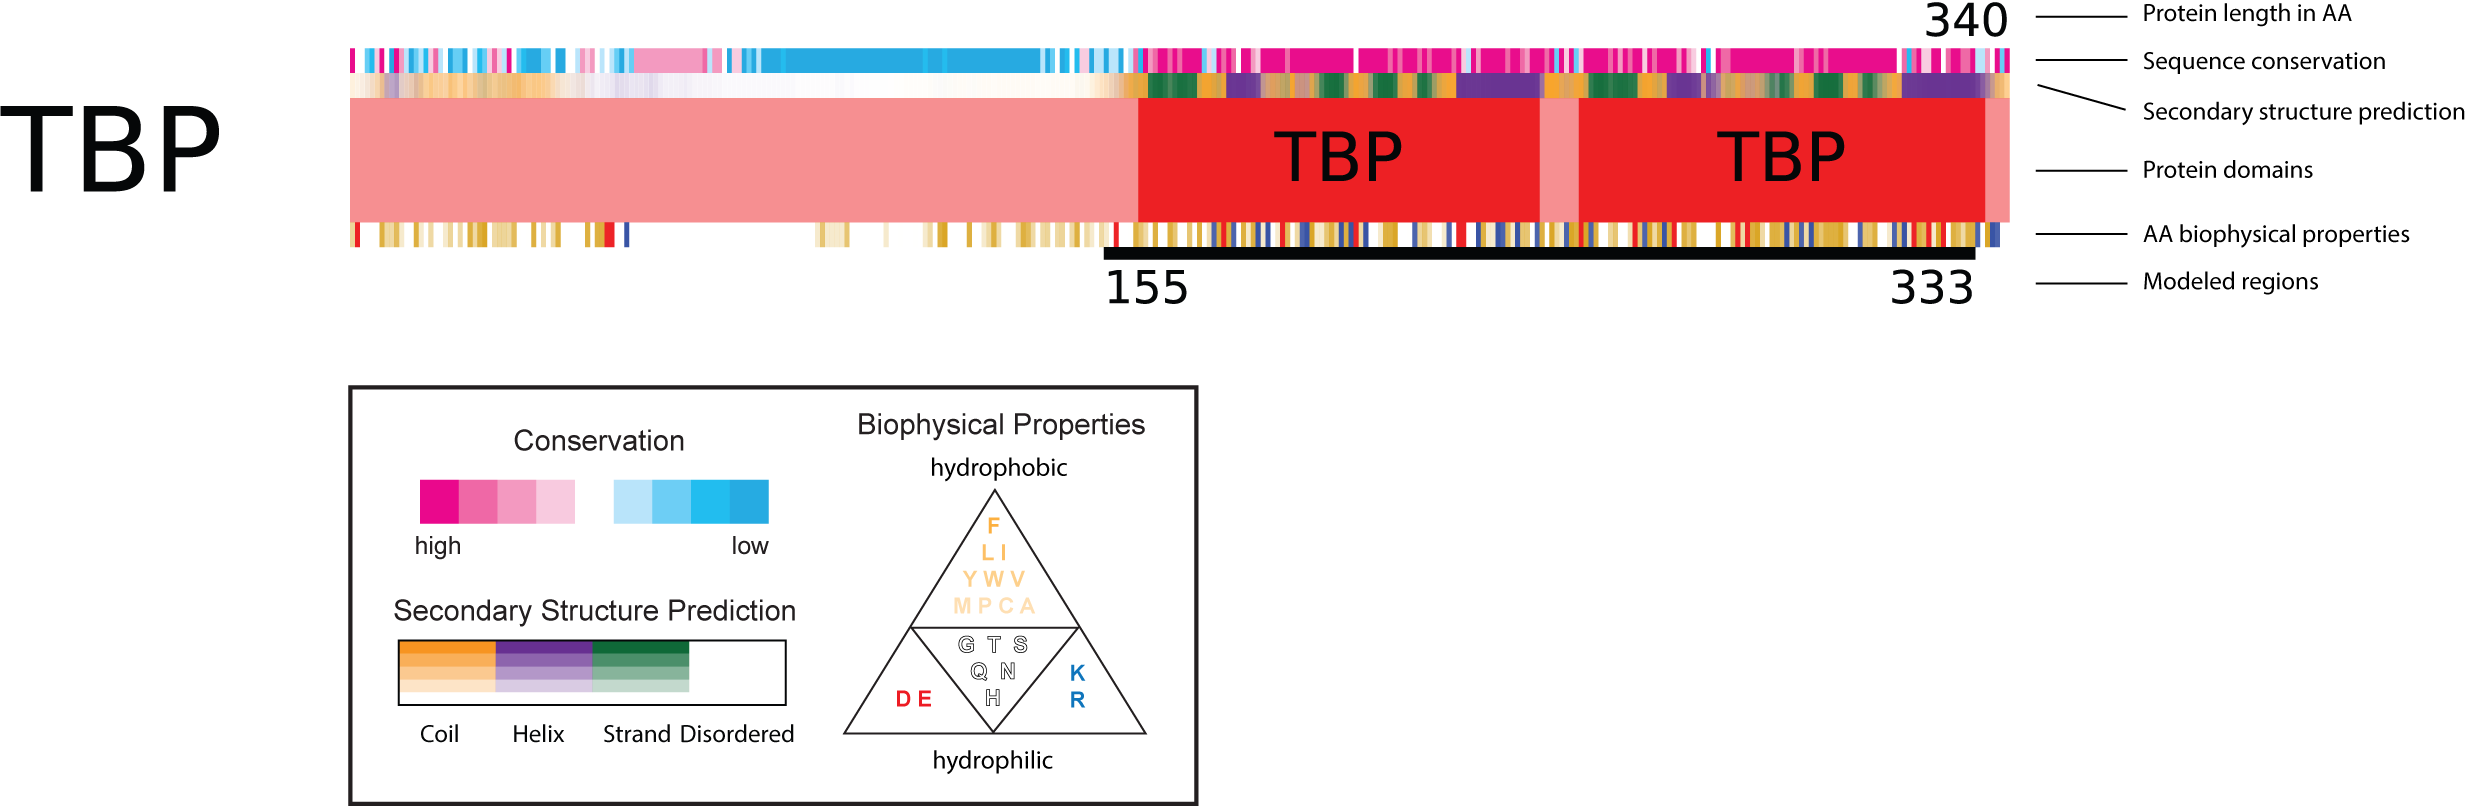 340
Protein length in AA
Sequence conservation
Secondary structure prediction
TBP
TBP
TBP
Protein domains
AA biophysical properties
155
333
Modeled regions
Conservation
high
low
Secondary Structure Prediction
Coil
Helix
Strand
Disordered
Biophysical Properties
hydrophobic
F
L I
Y W V
M P C A
G T S
Q N
H
D E
K
R
hydrophilic